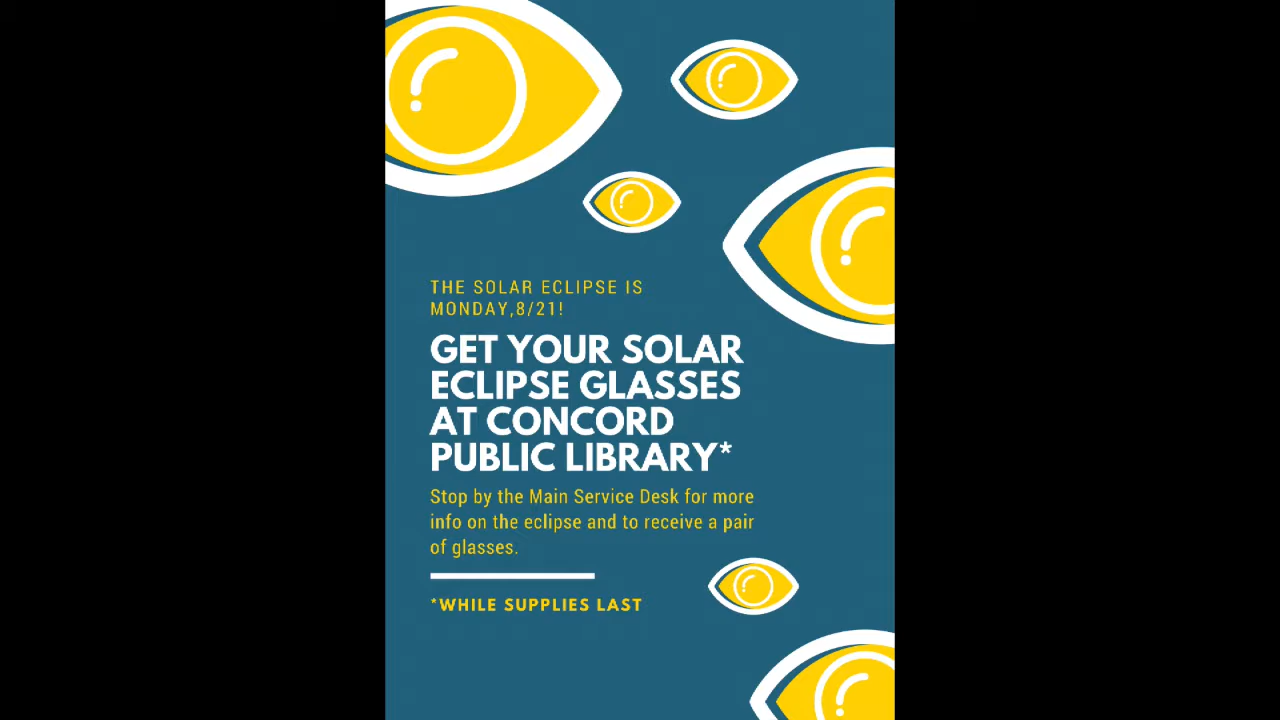 THE SOLAR ECLIPSE IS
MONDAY,8/21!
GET YOUR SOLAR
ECLIPSE GLASSES
AT CONCORD
PUBLIC LIBRARY*
Stop by the Main Service Desk for more
info on the eclipse and to receive a pair
of glasses.
*WHILE SUPPLIES LAST